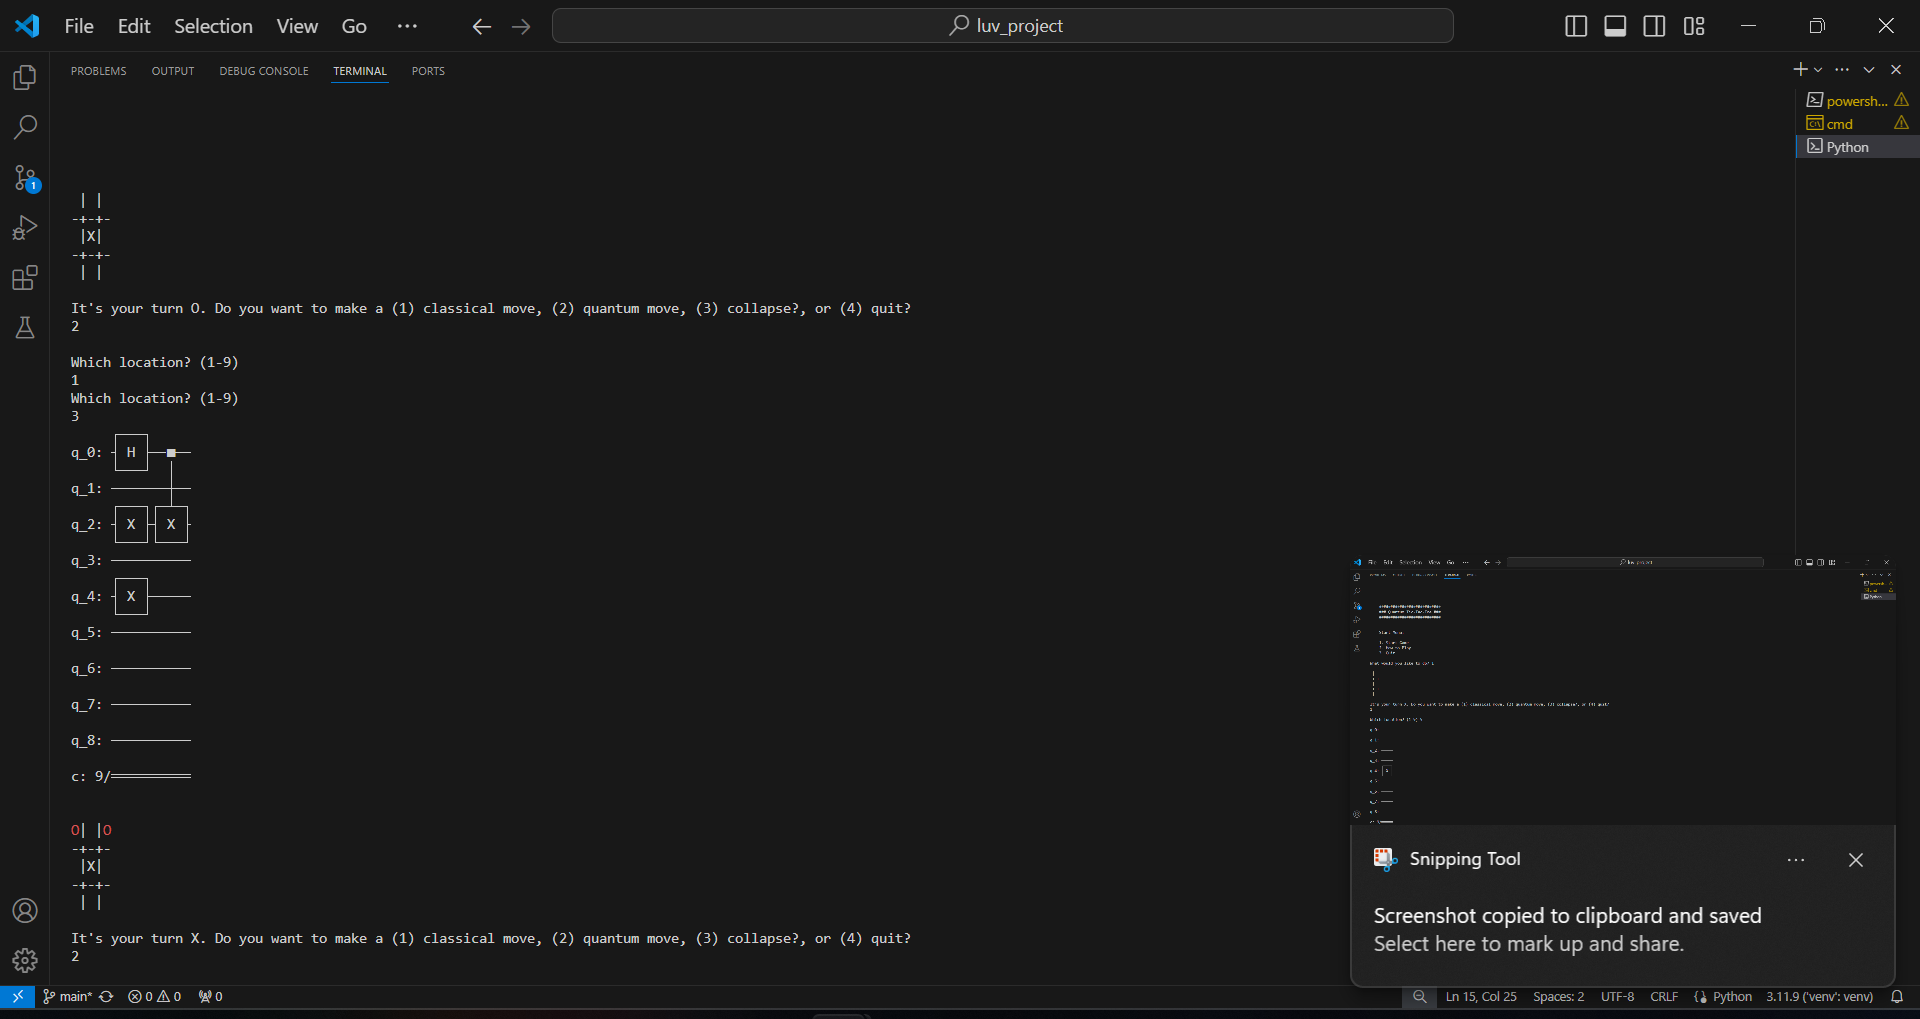 File Edit Selection View Go ···
luv_project
PROBLEMS OUTPUT DEBUG CONSOLE TERMINAL PORTS
powersh...
cmd
Python
1
| |
-+-+-
|X|
-+-+-
| |
It's your turn O. Do you want to make a (1) classical move, (2) quantum move, (3) collapse?, or (4) quit?
2
Which location? (1-9)
1
Which location? (1-9)
3
q_0: H
q_1:
q_2: X X
q_3:
q_4: X
q_5:
q_6:
q_7:
q_8:
c: 9/
O| |O
-+-+-
|X|
-+-+-
| |
It's your turn X. Do you want to make a (1) classical move, (2) quantum move, (3) collapse?, or (4) quit?
2
Snipping Tool
Screenshot copied to clipboard and saved
Select here to mark up and share.
main* 0 0 0
Ln 15, Col 25 Spaces: 2 UTF-8 CRLF Python 3.11.9 ('venv': venv)